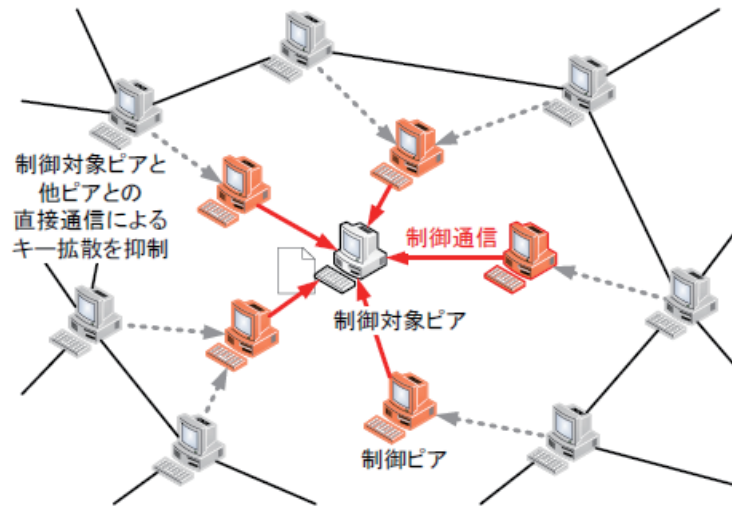 制御対象ピアと
他ピアとの
直接通信による
キー拡散を抑制
制御通信
制御対象ピア
制御ピア